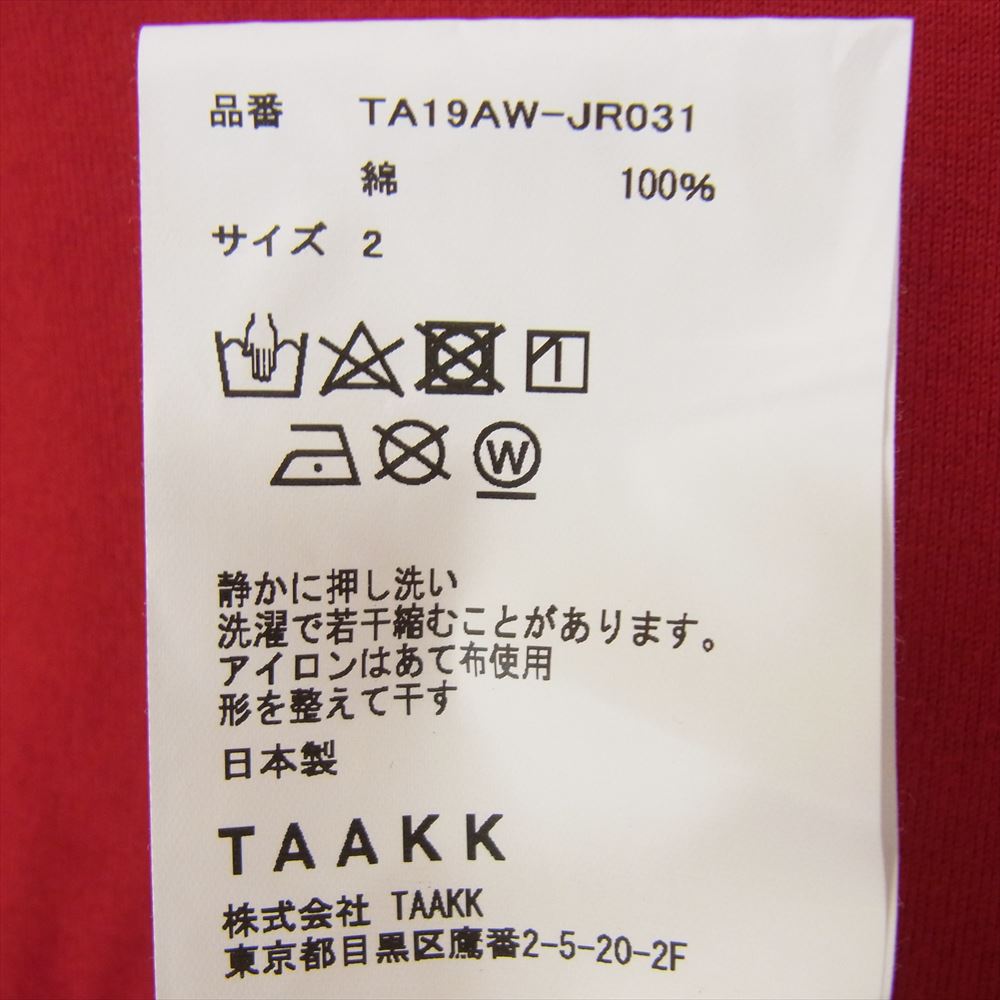 品番 TA19AW-JR031
綿 100%
サイズ 2
W
静かに押し洗い
洗濯で若干縮むことがあります。
アイロンはあて布使用
形を整えて干す
日本製
TAAKK
株式会社 TAAKK
東京都目黒区鷹番2-5-20-2F